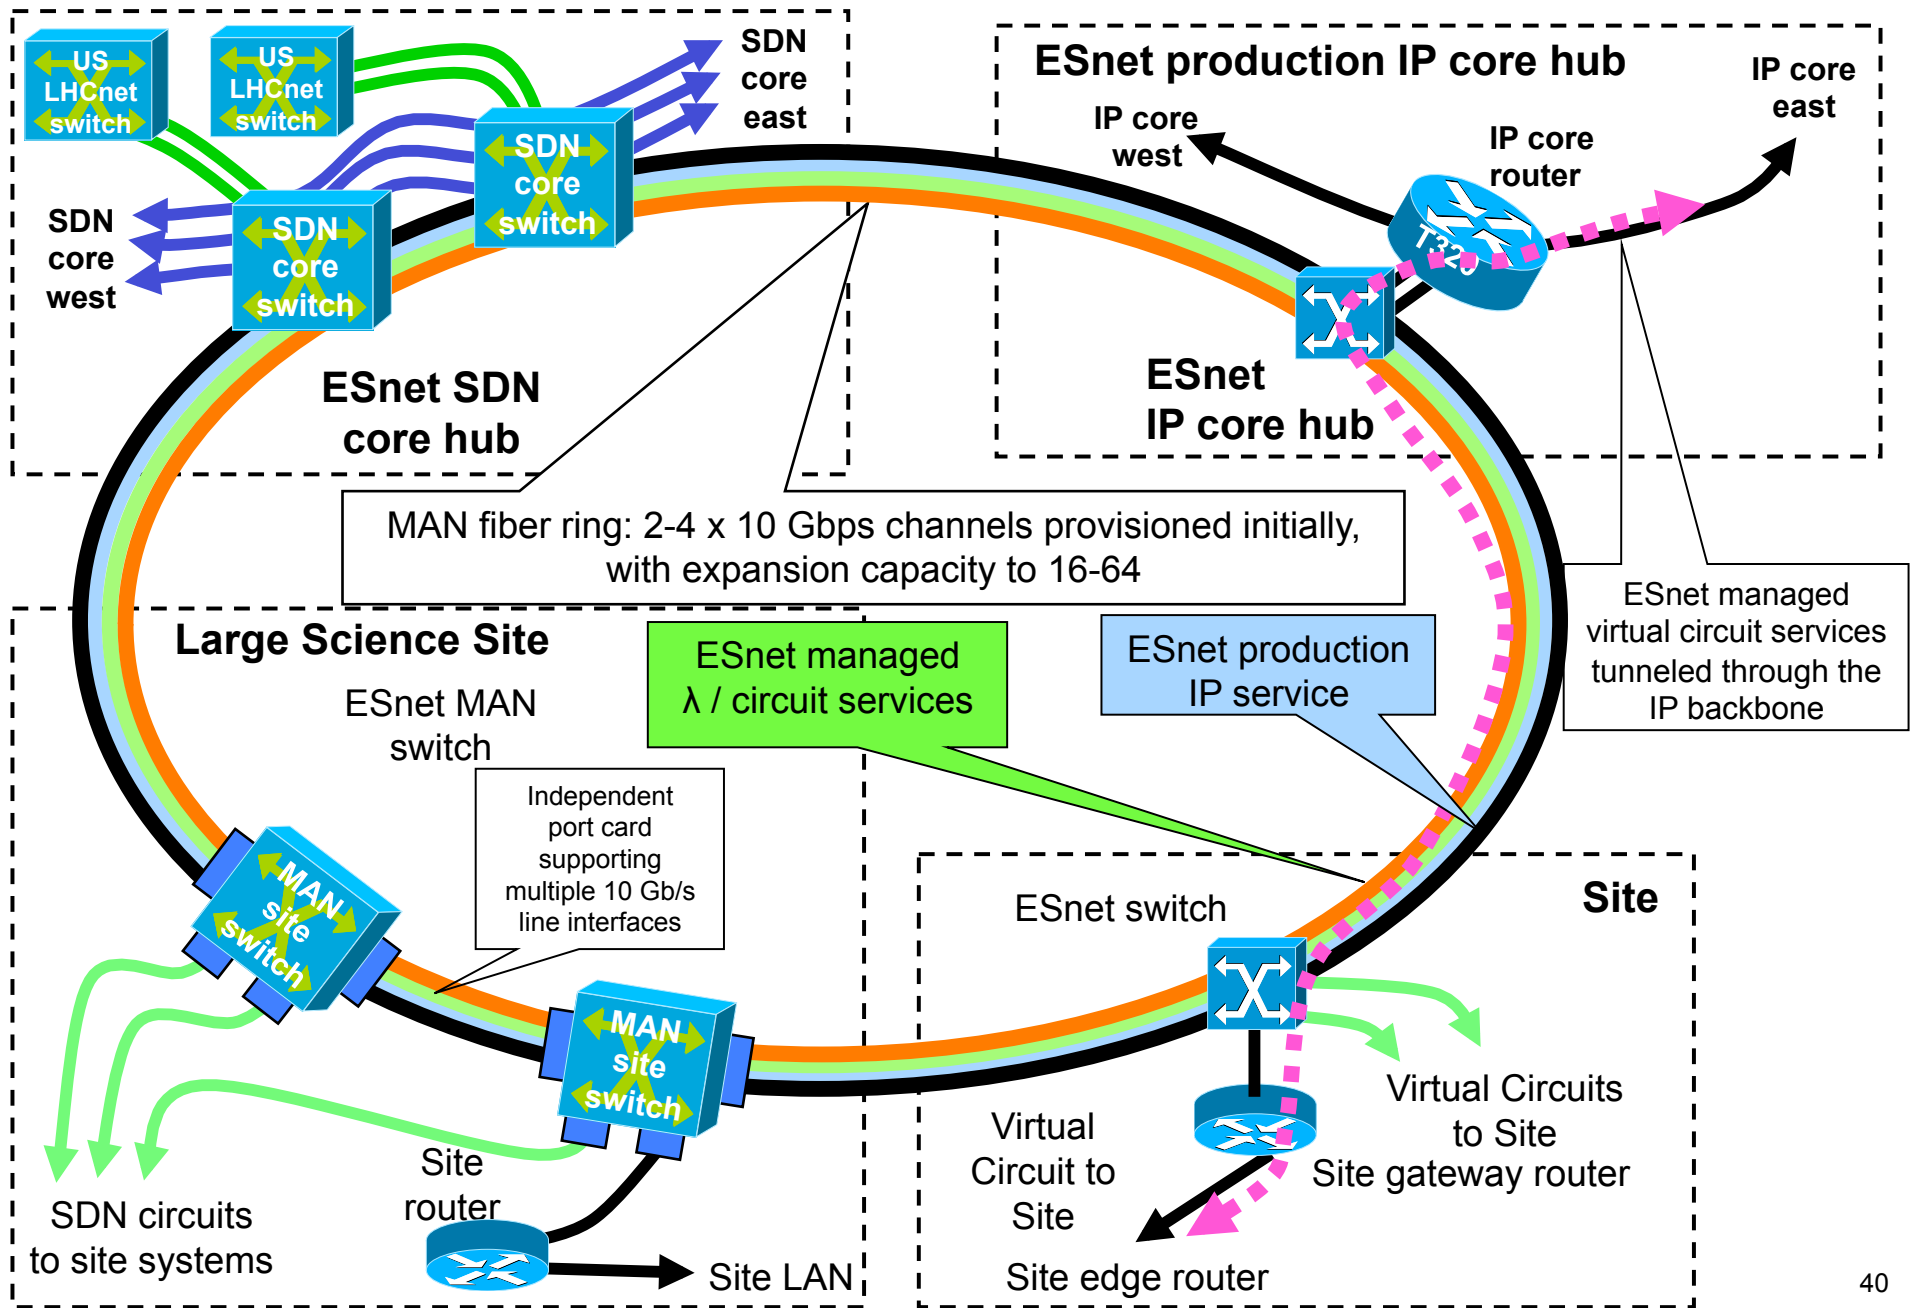 US
LHCnet
switch
US
LHCnet
switch
SDN
core
east
SDN
core
switch
SDN
core
west
SDN
core
switch
ESnet SDN
core hub
ESnet production IP core hub
IP core
east
IP core
west
IP core
router
ESnet
IP core hub
MAN fiber ring: 2-4 x 10 Gbps channels provisioned initially,
with expansion capacity to 16-64
ESnet managed
virtual circuit services
tunneled through the
IP backbone
Large Science Site
ESnet MAN
switch
ESnet managed
λ / circuit services
ESnet production
IP service
Independent
port card
supporting
multiple 10 Gb/s
line interfaces
MAN
site
switch
MAN
site
switch
SDN circuits
to site systems
Site
router
Site LAN
Site
ESnet switch
Virtual
Circuit to
Site
Virtual Circuits
to Site
Site gateway router
Site edge router
40